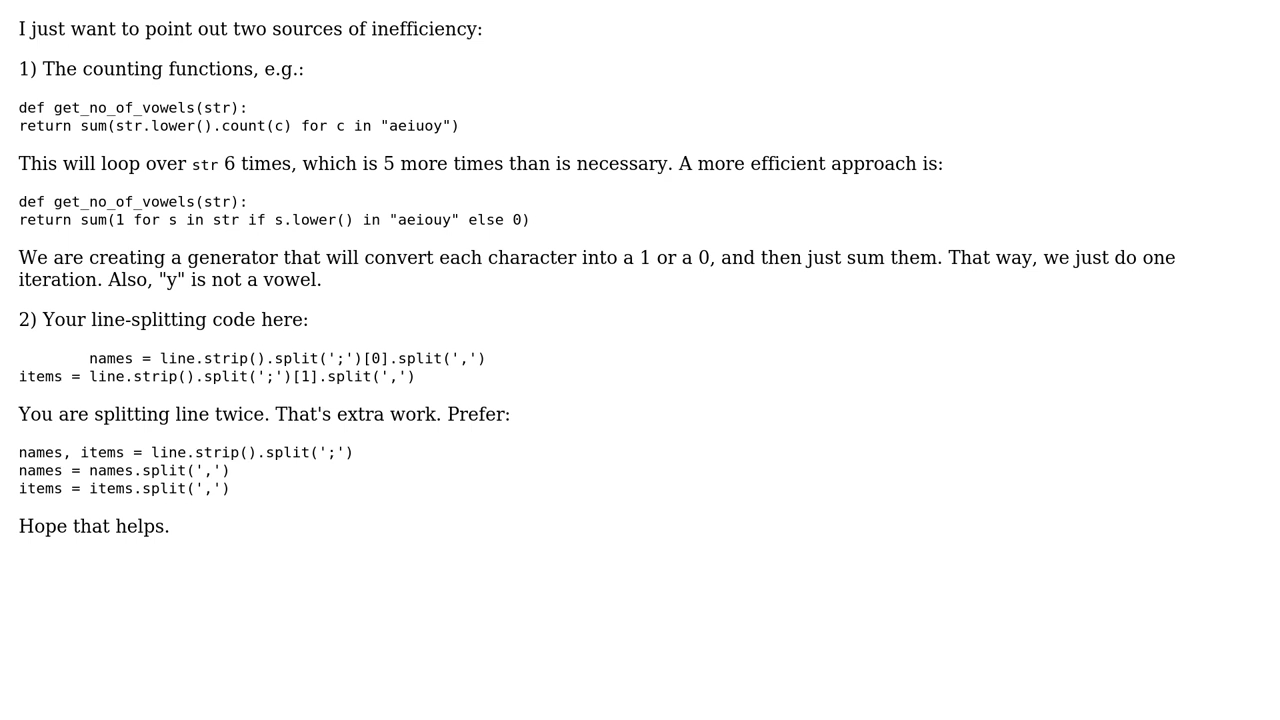 I just want to point out two sources of inefficiency:
1) The counting functions, e.g.:
def get_no_of_vowels(str):
return sum(str.lower().count(c) for c in "aeiuoy")
This will loop over str 6 times, which is 5 more times than is necessary. A more efficient approach is:
def get_no_of_vowels(str):
return sum(1 for s in str if s.lower() in "aeiouy" else 0)
We are creating a generator that will convert each character into a 1 or a 0, and then just sum them. That way, we just do one
iteration. Also, "y" is not a vowel.
2) Your line-splitting code here:
        names = line.strip().split(';')[0].split(',')
items = line.strip().split(';')[1].split(',')
You are splitting line twice. That's extra work. Prefer:
names, items = line.strip().split(';')
names = names.split(',')
items = items.split(',')
Hope that helps.